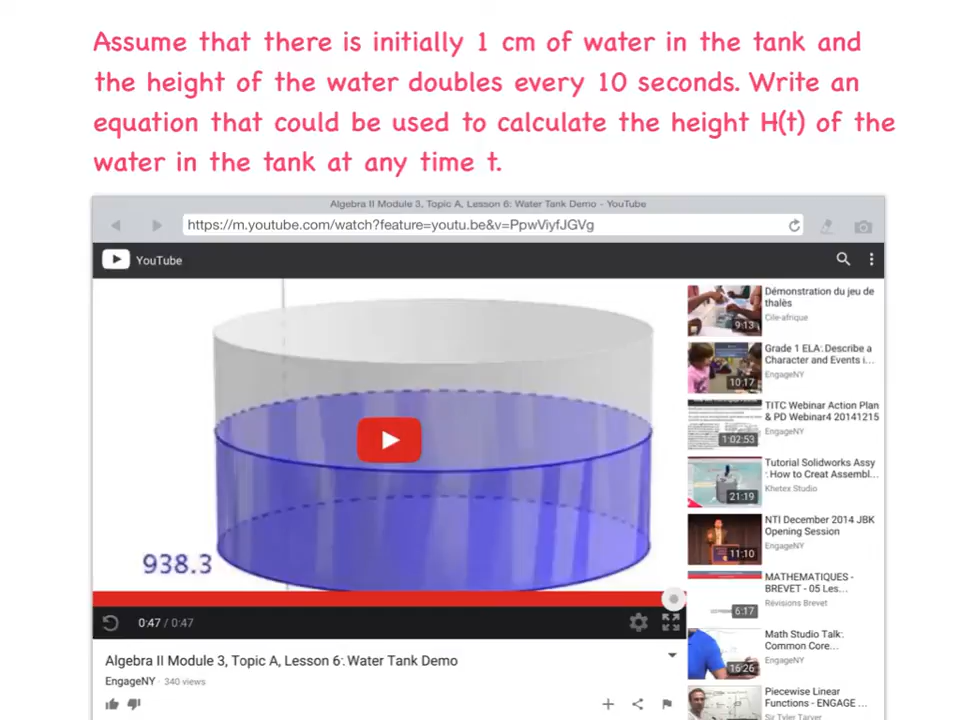 Assume that there is initially 1 cm of water in the tank and
the height of the water doubles every 10 seconds. Write an
equation that could be used to calculate the height H(t) of the
water in the tank at any time t.
Algebra II Module 3, Topic A, Lesson 6: Water Tank Demo - YouTube
https://m.youtube.com/watch?feature=youtu.be&v=PpwViyfJGVg
YouTube
938.3
0:47 / 0:47
Algebra II Module 3, Topic A, Lesson 6: Water Tank Demo
EngageNY · 340 views
Démonstration du jeu de
thalès
Cile-afrique
9:13
Grade 1 ELA: Describe a
Character and Events i...
EngageNY
10:17
TITC Webinar Action Plan
& PD Webinar4 20141215
EngageNY
1:02:53
Tutorial Solidworks Assy
: How to Creat Assembl...
Khetex Studio
21:19
NTI December 2014 JBK
Opening Session
EngageNY
11:10
MATHEMATIQUES -
BREVET - 05 Les...
Révisions Brevet
6:17
Math Studio Talk:
Common Core...
EngageNY
16:26
Piecewise Linear
Functions - ENGAGE ...
Sir Tyler Tarver